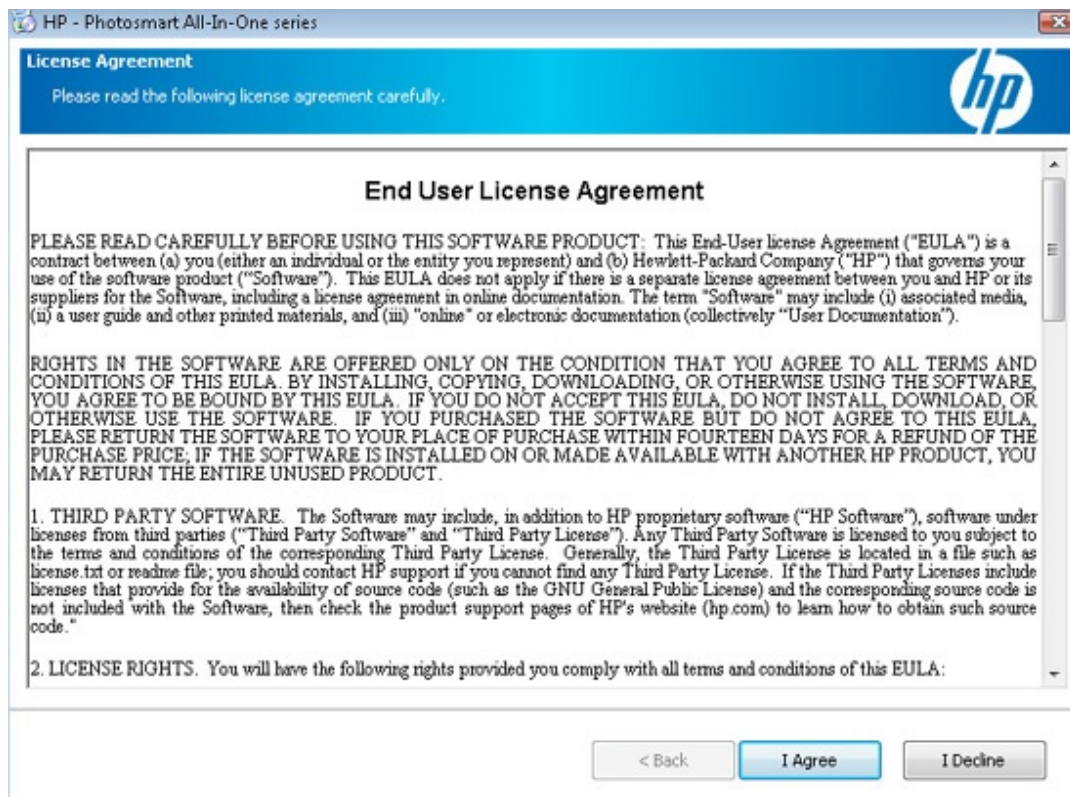 HP - Photosmart All-In-One series
License Agreement
Please read the following license agreement carefully.
hp
End User License Agreement
PLEASE READ CAREFULLY BEFORE USING THIS SOFTWARE PRODUCT: This End-User license Agreement ("EULA") is a
contract between (a) you (either an individual or the entity you represent) and (b) Hewlett-Packard Company ("HP") that governs your
use of the software product ("Software"). This EULA does not apply if there is a separate license agreement between you and HP or its
suppliers for the Software, including a license agreement in online documentation. The term "Software" may include (i) associated media,
(ii) a user guide and other printed materials, and (iii) "online" or electronic documentation (collectively "User Documentation").
RIGHTS IN THE SOFTWARE ARE OFFERED ONLY ON THE CONDITION THAT YOU AGREE TO ALL TERMS AND
CONDITIONS OF THIS EULA. BY INSTALLING, COPYING, DOWNLOADING, OR OTHERWISE USING THE SOFTWARE,
YOU AGREE TO BE BOUND BY THIS EULA. IF YOU DO NOT ACCEPT THIS EULA, DO NOT INSTALL, DOWNLOAD, OR
OTHERWISE USE THE SOFTWARE. IF YOU PURCHASED THE SOFTWARE BUT DO NOT AGREE TO THIS EULA,
PLEASE RETURN THE SOFTWARE TO YOUR PLACE OF PURCHASE WITHIN FOURTEEN DAYS FOR A REFUND OF THE
PURCHASE PRICE; IF THE SOFTWARE IS INSTALLED ON OR MADE AVAILABLE WITH ANOTHER HP PRODUCT, YOU
MAY RETURN THE ENTIRE UNUSED PRODUCT.
1. THIRD PARTY SOFTWARE. The Software may include, in addition to HP proprietary software ("HP Software"), software under
licenses from third parties ("Third Party Software" and "Third Party License"). Any Third Party Software is licensed to you subject to
the terms and conditions of the corresponding Third Party License. Generally, the Third Party License is located in a file such as
license.txt or readme file; you should contact HP support if you cannot find any Third Party License. If the Third Party Licenses include
licenses that provide for the availability of source code (such as the GNU General Public License) and the corresponding source code is
not included with the Software, then check the product support pages of HP's website (hp.com) to learn how to obtain such source
code."
2. LICENSE RIGHTS. You will have the following rights provided you comply with all terms and conditions of this EULA:
< Back
I Agree
I Decline